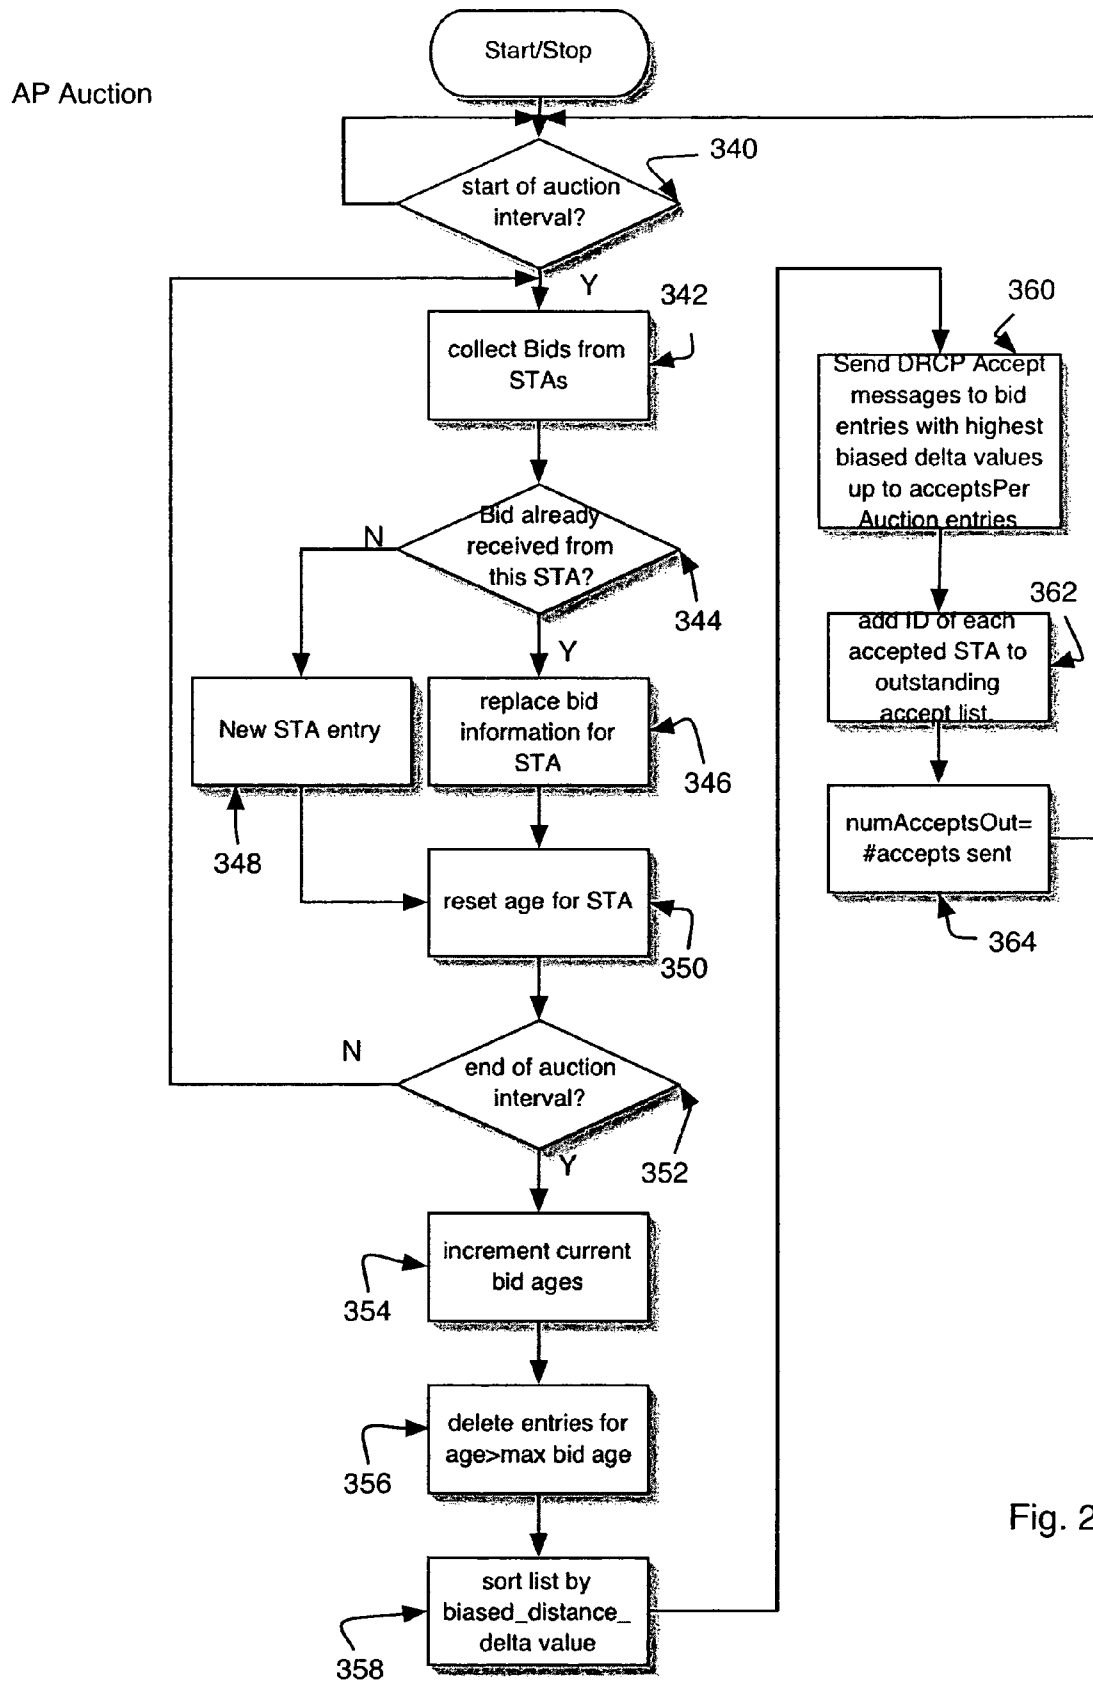 Start/Stop
AP Auction
340
start of auction
interval?
Y
342
collect Bids from
STAs
360
Send DRCP Accept
messages to bid
entries with highest
biased delta values
up to acceptsPer
Auction entries
N
Bid already
received from
this STA?
344
Y
362
add ID of each
accepted STA to
outstanding
accept list.
New STA entry
replace bid
information for
STA
346
348
numAcceptsOut=
#accepts sent
364
reset age for STA
350
N
end of auction
interval?
352
Y
increment current
bid ages
354
delete entries for
age>max bid age
356
Fig. 2
sort list by
biased_distance_
delta value
358